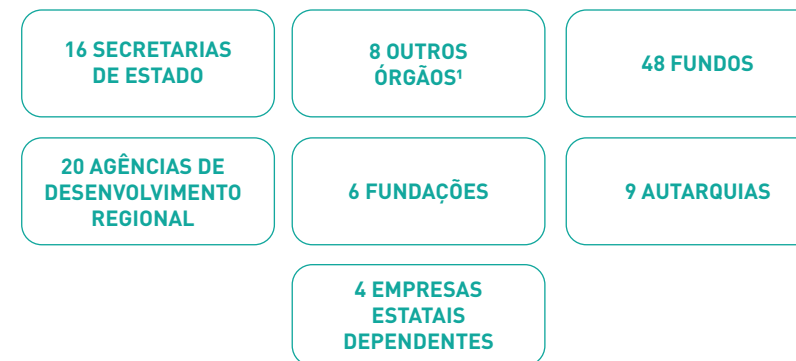 16 SECRETARIAS
DE ESTADO
8 OUTROS
ÓRGÃOS¹
48 FUNDOS
20 AGÊNCIAS DE
DESENVOLVIMENTO
REGIONAL
6 FUNDAÇÕES
9 AUTARQUIAS
4 EMPRESAS
ESTATAIS
DEPENDENTES